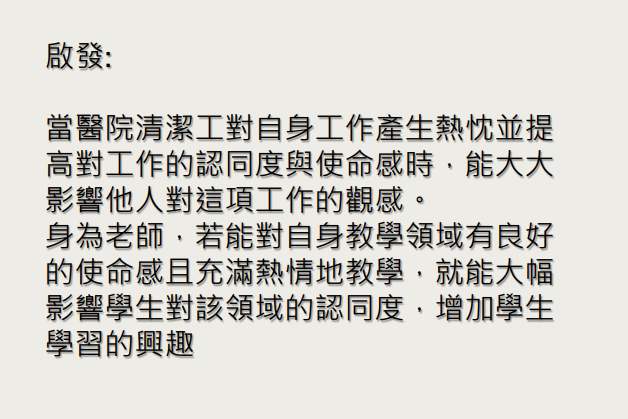 啟發:
當醫院清潔工對自身工作產生熱忱並提
高對工作的認同度與使命感時，能大大
影響他人對這項工作的觀感。
身為老師，若能對自身教學領域有良好
的使命感且充滿熱情地教學，就能大幅
影響學生對該領域的認同度，增加學生
學習的興趣